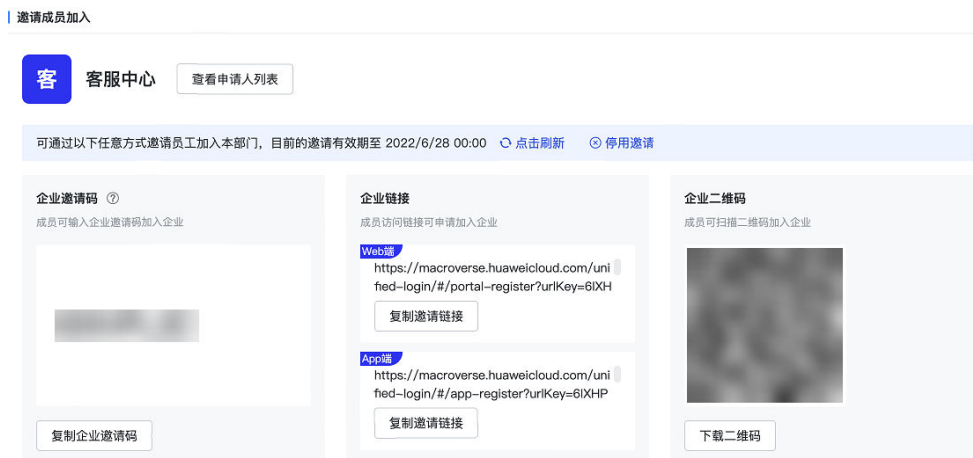 邀请成员加入
客
客服中心
查看申请人列表
可通过以下任意方式邀请员工加入本部门，目前的邀请有效期至 2022/6/28 00:00 点击刷新 停用邀请
企业邀请码
成员可输入企业邀请码加入企业
复制企业邀请码
企业链接
成员访问链接可申请加入企业
Web端
https://macroverse.huaweicloud.com/uni
fied-login/#/portal-register?urlKey=6lXH
复制邀请链接
App端
https://macroverse.huaweicloud.com/uni
fied-login/#/app-register?urlKey=6lXHP
复制邀请链接
企业二维码
成员可扫描二维码加入企业
下载二维码